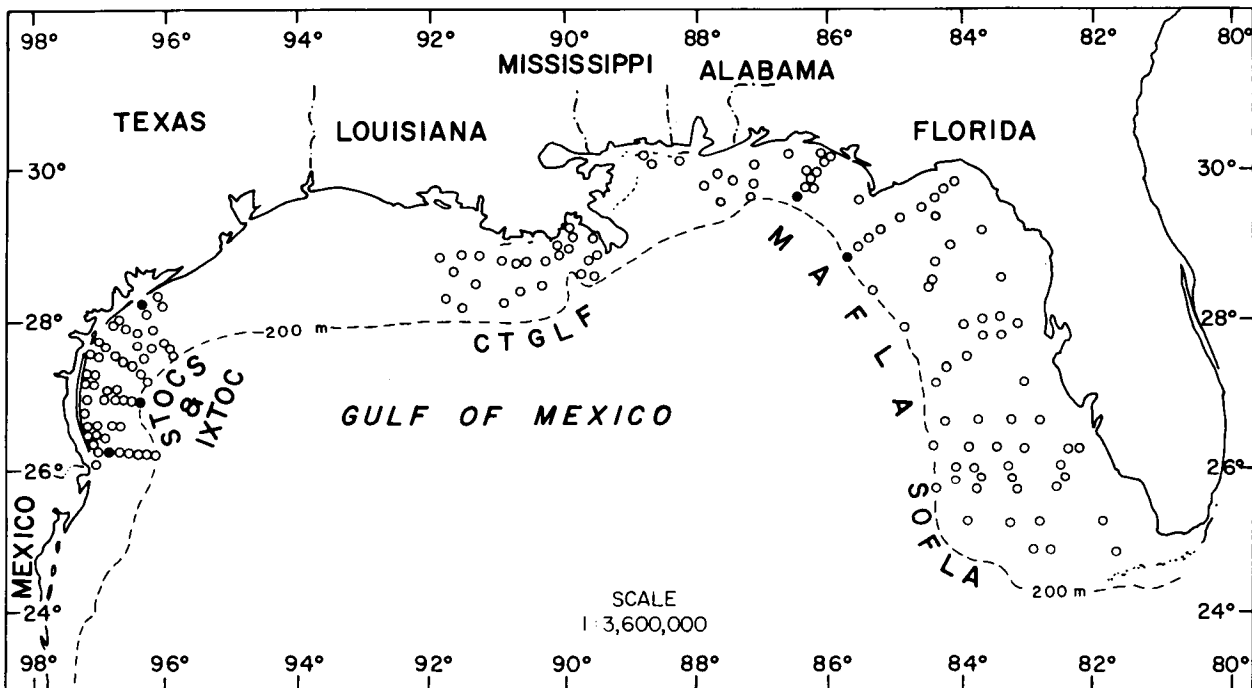 98° 96° 94° 92° 90° 88° 86° 84° 82° 80°
MISSISSIPPI ALABAMA
TEXAS LOUISIANA FLORIDA
30° 30°
MAFLA
28° 28°
200 m
CTGLF
STOCS
&
IXTOC
GULF OF MEXICO
26° 26°
SOFLA
MEXICO
200 m
SCALE
1:3,600,000
24° 24°
98° 96° 94° 92° 90° 88° 86° 84° 82° 80°